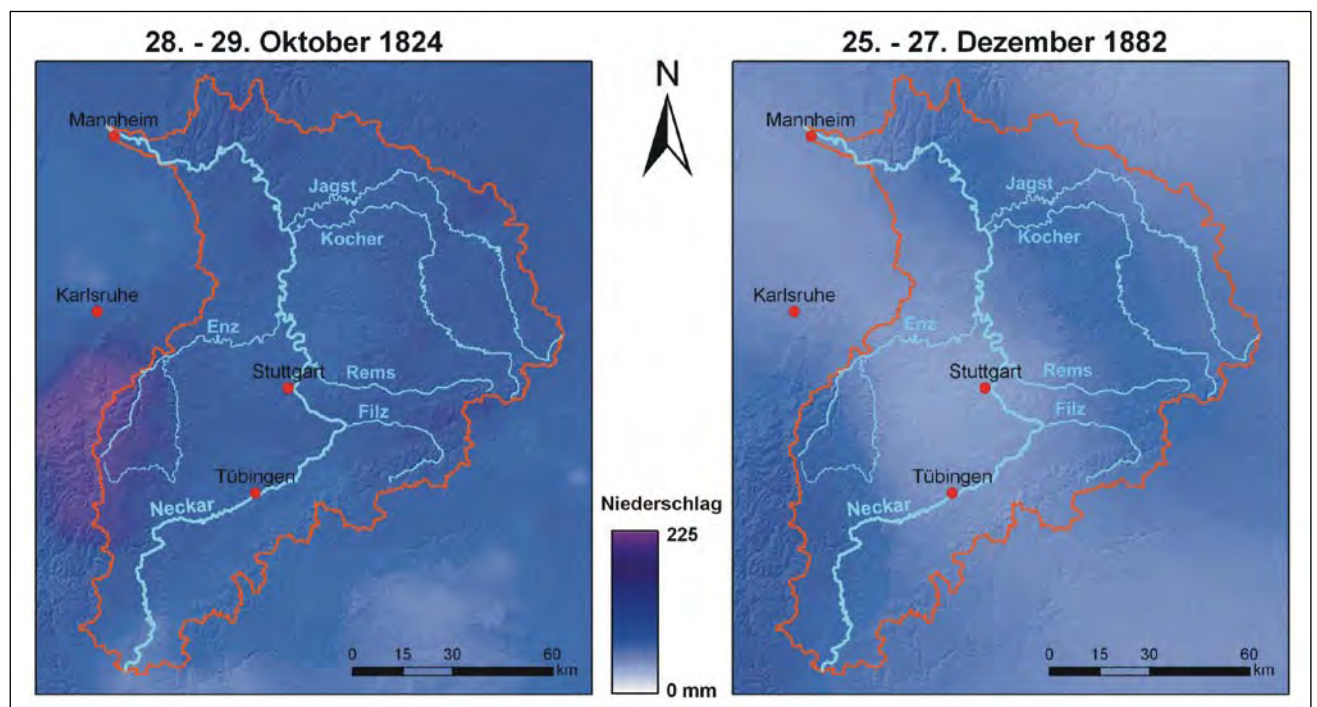 28. - 29. Oktober 1824
25. - 27. Dezember 1882
N
Mannheim
Jagst
Kocher
Karlsruhe
Enz
Stuttgart
Rems
Filz
Tübingen
Neckar
0 15 30 60
km
Niederschlag
225
0 mm
Mannheim
Jagst
Kocher
Karlsruhe
Enz
Stuttgart
Rems
Filz
Tübingen
Neckar
0 15 30 60
km